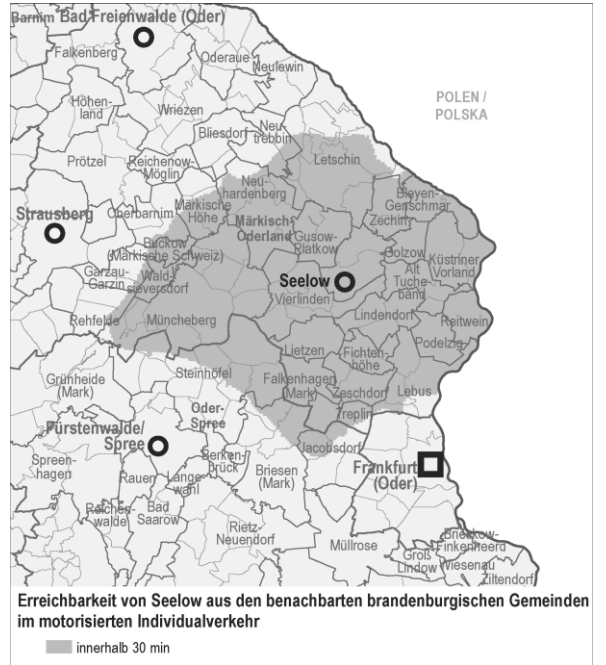 Barnim
Bad Freienwalde (Oder)
Falkenberg
Oderaue
Neulewin
Höhen-
land
Wriezen
POLEN /
POLSKA
Bliesdorf
Neu-
trebbin
Letschin
Prötzel
Reichenow-
Möglin
Neu-
hardenberg
Bleyen-
Genschmar
Strausberg
Oberbarnim
Märkische
Höhe
Märkisch-
Oderland
Zechin
Gusow-
Platkow
Buckow
(Märkische Schweiz)
Golzow
Küstriner
Vorland
Garzau-
Garzin
Wald-
sieversdorf
Seelow
Alt
Tuche-
band
Vierlinden
Rehfelde
Müncheberg
Lindendorf
Reitwein
Podelzig
Lietzen
Fichten-
höhe
Grünheide
(Mark)
Steinhöfel
Falkenhagen
(Mark)
Zeschdorf
Lebus
Treplin
Oder-
Spree
Fürstenwalde/
Spree
Jacobsdorf
Spreen-
hagen
Berken-
brück
Briesen
(Mark)
Frankfurt
(Oder)
Rauen
Lange-
wahl
Reichen-
walde
Bad
Saarow
Rietz-
Neuendorf
Müllrose
Brieskow-
Finkenheerd
Groß
Lindow
Wiesenau
Ziltendorf
Erreichbarkeit von Seelow aus den benachbarten brandenburgischen Gemeinden
im motorisierten Individualverkehr
innerhalb 30 min